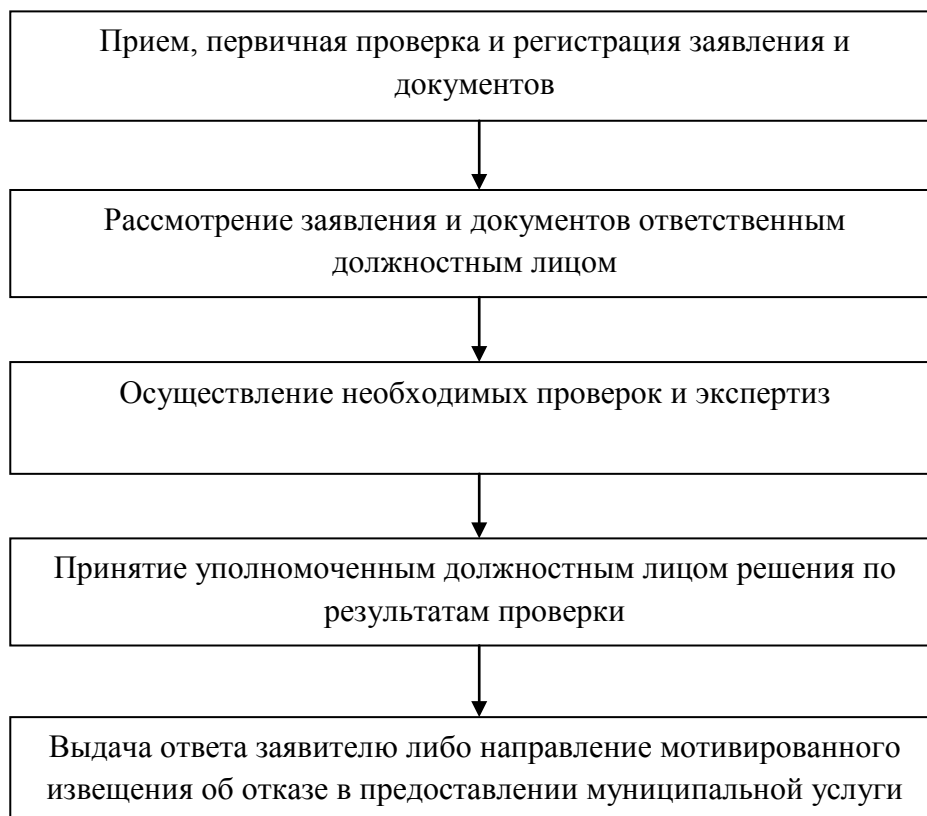 Прием, первичная проверка и регистрация заявления и
документов
Рассмотрение заявления и документов ответственным
должностным лицом
Осуществление необходимых проверок и экспертиз
Принятие уполномоченным должностным лицом решения по
результатам проверки
Выдача ответа заявителю либо направление мотивированного
извещения об отказе в предоставлении муниципальной услуги